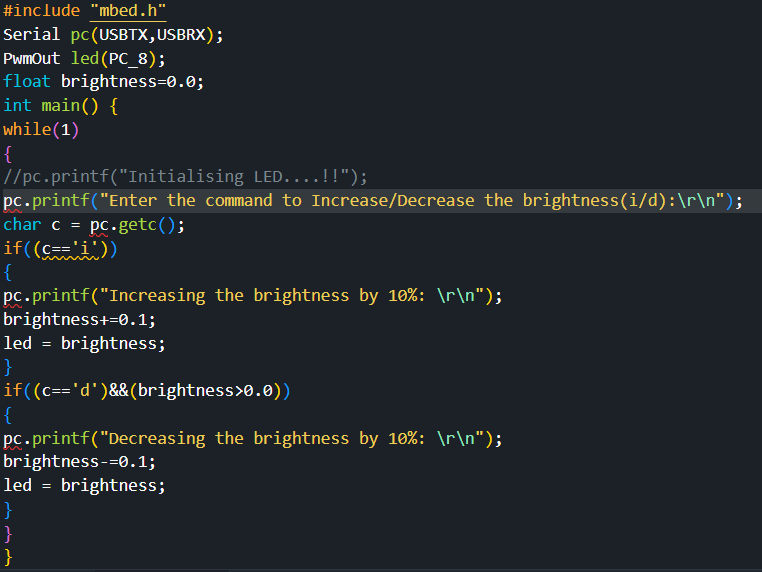 #include "mbed.h"
Serial pc(USBTX,USBRX);
PwmOut led(PC_8);
float brightness=0.0;
int main() {
while(1)
{
//pc.printf("Initialising LED....!!");
pc.printf("Enter the command to Increase/Decrease the brightness(i/d):\r\n");
char c = pc.getc();
if((c=='i'))
{
pc.printf("Increasing the brightness by 10%: \r\n");
brightness+=0.1;
led = brightness;
}
if((c=='d')&&(brightness>0.0))
{
pc.printf("Decreasing the brightness by 10%: \r\n");
brightness-=0.1;
led = brightness;
}
}
}